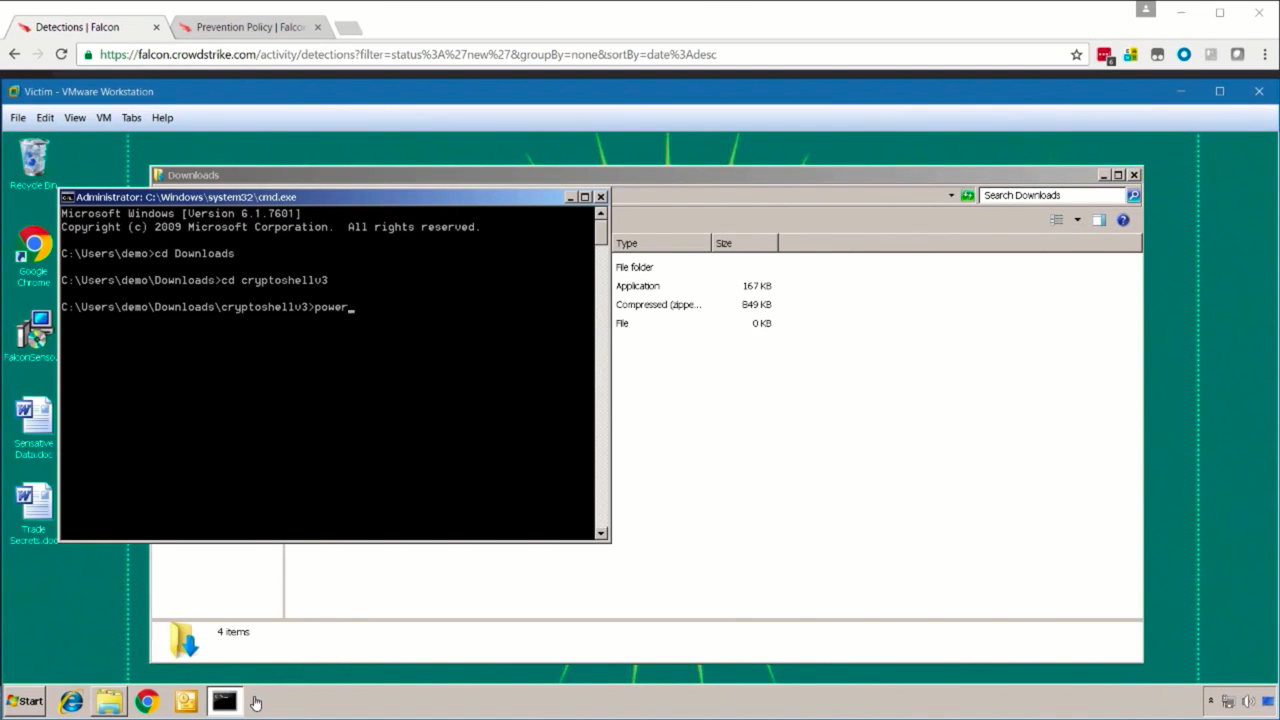 Detections | Falcon
Prevention Policy | Falco
https://falcon.crowdstrike.com/activity/detections?filter=status%3A%27new%27&groupBy=none&sortBy=date%3Adesc
6
Victim - VMware Workstation
File Edit View VM Tabs Help
Recycle Bin
Google
Chrome
FalconSenso
Sensative
Data.doc
Trade
Secrets.doc
Downloads
Search Downloads
Administrator: C:\Windows\system32\cmd.exe
Microsoft Windows [Version 6.1.7601]
Copyright (c) 2009 Microsoft Corporation. All rights reserved.
C:\Users\demo>cd Downloads
C:\Users\demo\Downloads>cd cryptoshellv3
C:\Users\demo\Downloads\cryptoshellv3>power_
Type Size
File folder
Application 167 KB
Compressed (zippe... 849 KB
File 0 KB
4 items
Start